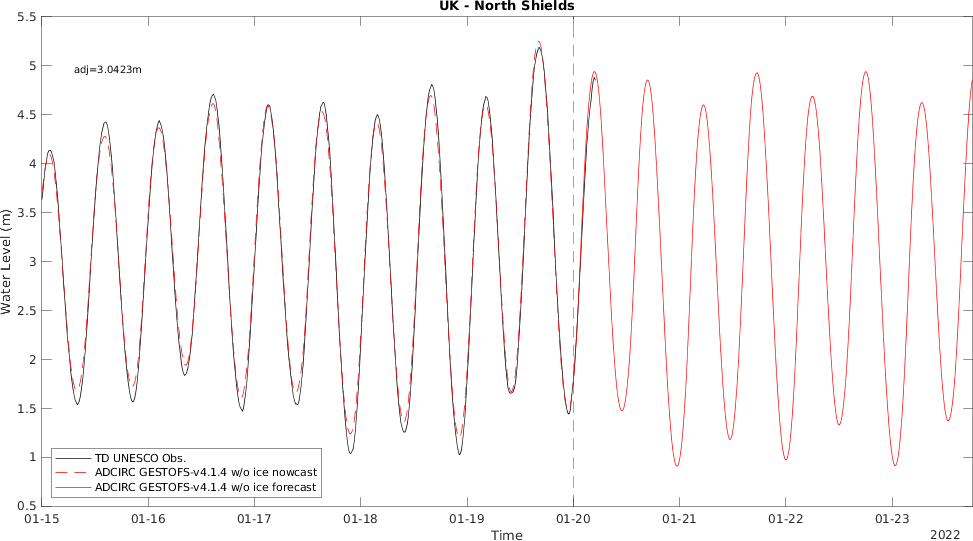 UK - North Shields
5.5
5
4.5
4
3.5
3
2.5
2
1.5
1
0.5
Water Level (m)
adj=3.0423m
TD UNESCO Obs.
ADCIRC GESTOFS-v4.1.4 w/o ice nowcast
ADCIRC GESTOFS-v4.1.4 w/o ice forecast
01-15 01-16 01-17 01-18 01-19 01-20 01-21 01-22 01-23
Time
2022